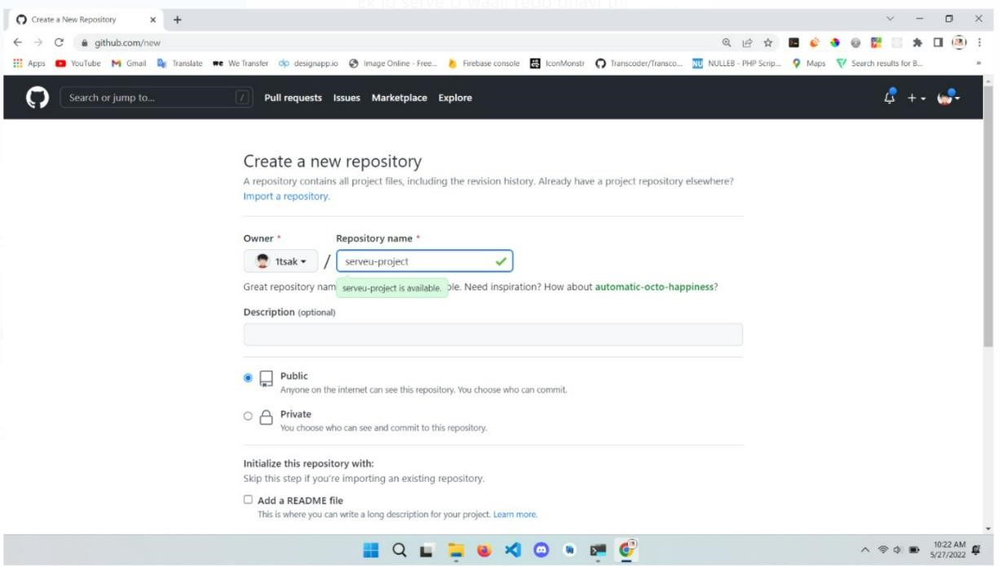 Ek jo serve U waali repo bhavi thi
Create a New Repository
github.com/new
Apps YouTube Gmail Translate We Transfer designapp.io Image Online - Free... Firebase console IconMonstr Transcoder/Transco... NULLEB - PHP Scrip... Maps Search results for B... »
Search or jump to... / Pull requests Issues Marketplace Explore
Create a new repository
A repository contains all project files, including the revision history. Already have a project repository elsewhere?
Import a repository.
Owner * Repository name *
1tsak / serveu-project
Great repository nam serveu-project is available. ble. Need inspiration? How about automatic-octo-happiness?
Description (optional)
Public
Anyone on the internet can see this repository. You choose who can commit.
Private
You choose who can see and commit to this repository.
Initialize this repository with:
Skip this step if you're importing an existing repository.
Add a README file
This is where you can write a long description for your project. Learn more.
10:22 AM
5/27/2022